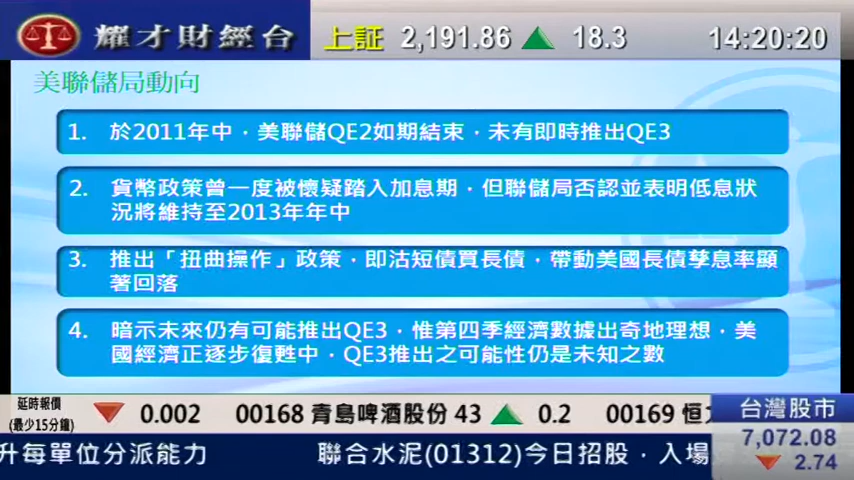 耀才財經台
上証 2,191.86 18.3 14:20:20
美聯儲局動向
1. 於2011年中，美聯儲QE2如期結束，未有即時推出QE3
2. 貨幣政策曾一度被懷疑踏入加息期，但聯儲局否認並表明低息狀
況將維持至2013年年中
3. 推出「扭曲操作」政策，即沽短債買長債，帶動美國長債孳息率顯
著回落
4. 暗示未來仍有可能推出QE3，惟第四季經濟數據出奇地理想，美
國經濟正逐步復甦中，QE3推出之可能性仍是未知之數
延時報價
(最少15分鐘)
0.002 00168 青島啤酒股份 43 0.2 00169 恒
台灣股市
7,072.08
2.74
升每單位分派能力 聯合水泥(01312)今日招股，入場